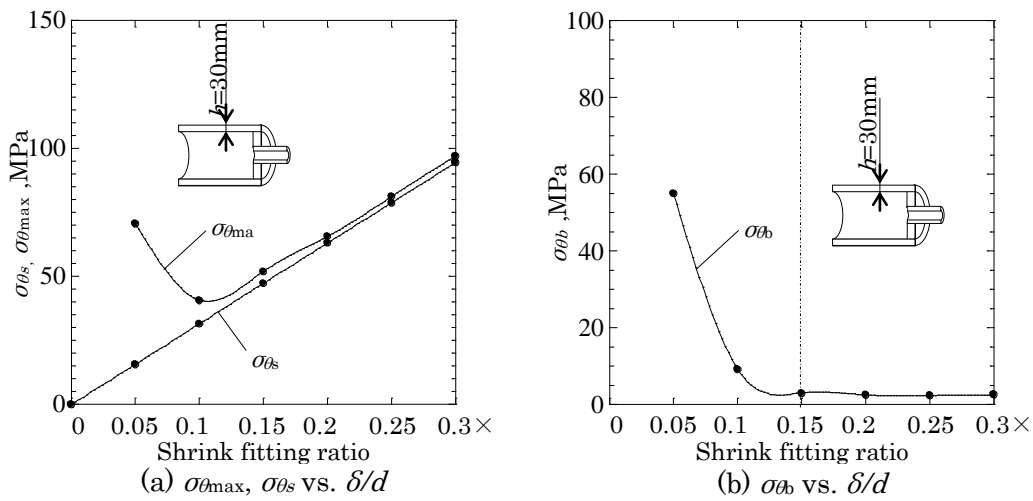 150
100
50
0
σθs, σθmax ,MPa
h=30mm
σθma
σθs
0 0.05 0.1 0.15 0.2 0.25 0.3×
Shrink fitting ratio
(a) σθmax, σθs vs. δ/d
100
80
60
40
20
0
σθb ,MPa
h=30mm
σθb
0 0.05 0.1 0.15 0.2 0.25 0.3×
Shrink fitting ratio
(b) σθb vs. δ/d